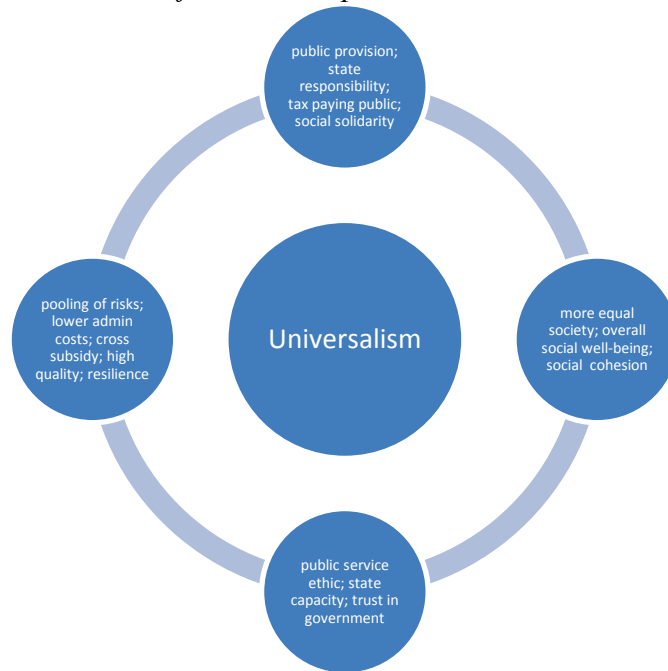 public provision;
state
responsibility;
tax paying public;
social solidarity
pooling of risks;
lower admin
costs; cross
subsidy; high
quality; resilience
Universalism
more equal
society; overall
social well-being;
social cohesion
public service
ethic; state
capacity; trust in
government